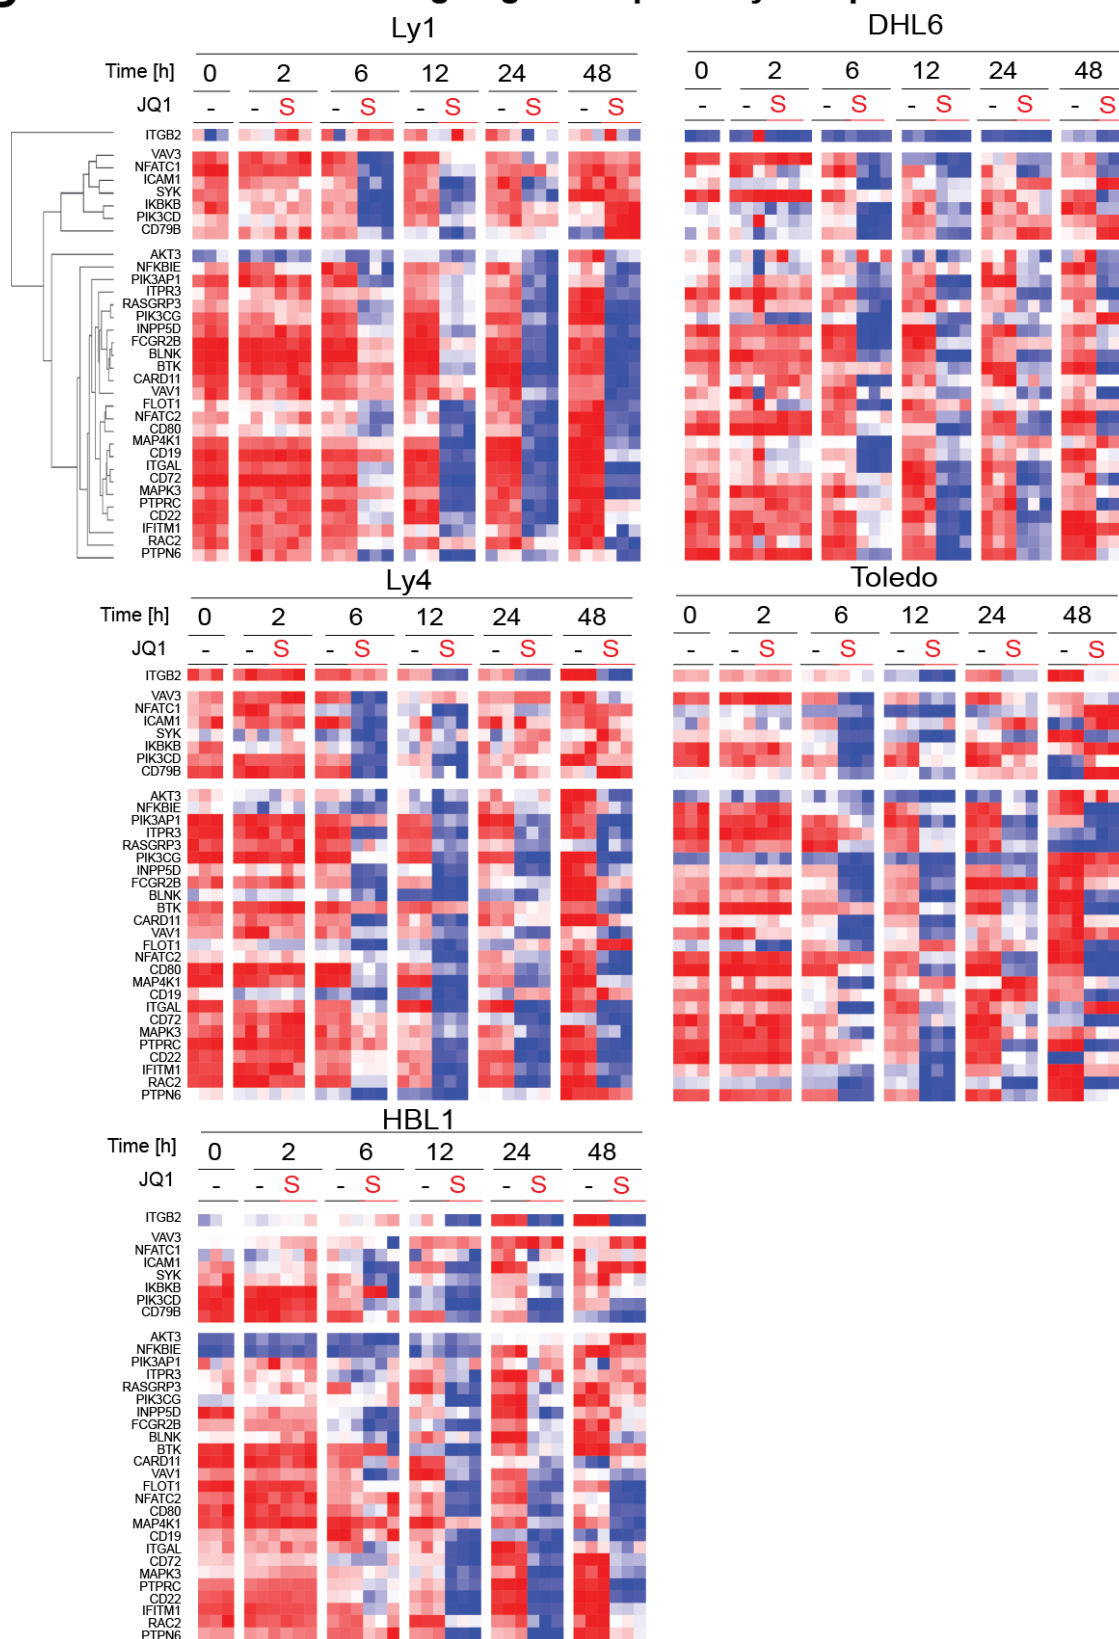 Ly1
Time [h] 0 2 6 12 24 48
JQ1 - - S - S - S - S - S
ITGB2
VAV3
NFATC1
ICAM1
SYK
IKBKB
PIK3CD
CD79B
AKT3
NFKBIE
PIK3AP1
ITPR3
RASGRP3
PIK3CG
INPP5D
FCGR2B
BLNK
BTK
CARD11
VAV1
FLOT1
NFATC2
CD80
MAP4K1
CD19
ITGAL
CD72
MAPK3
PTPRC
CD22
IFITM1
RAC2
PTPN6
DHL6
0 2 6 12 24 48
- - S - S - S - S - S
Ly4
Time [h] 0 2 6 12 24 48
JQ1 - - S - S - S - S - S
ITGB2
VAV3
NFATC1
ICAM1
SYK
IKBKB
PIK3CD
CD79B
AKT3
NFKBIE
PIK3AP1
ITPR3
RASGRP3
PIK3CG
INPP5D
FCGR2B
BLNK
BTK
CARD11
VAV1
FLOT1
NFATC2
CD80
MAP4K1
CD19
ITGAL
CD72
MAPK3
PTPRC
CD22
IFITM1
RAC2
PTPN6
Toledo
0 2 6 12 24 48
- - S - S - S - S - S
HBL1
Time [h] 0 2 6 12 24 48
JQ1 - - S - S - S - S - S
ITGB2
VAV3
NFATC1
ICAM1
SYK
IKBKB
PIK3CD
CD79B
AKT3
NFKBIE
PIK3AP1
ITPR3
RASGRP3
PIK3CG
INPP5D
FCGR2B
BLNK
BTK
CARD11
VAV1
FLOT1
NFATC2
CD80
MAP4K1
CD19
ITGAL
CD72
MAPK3
PTPRC
CD22
IFITM1
RAC2
PTPN6